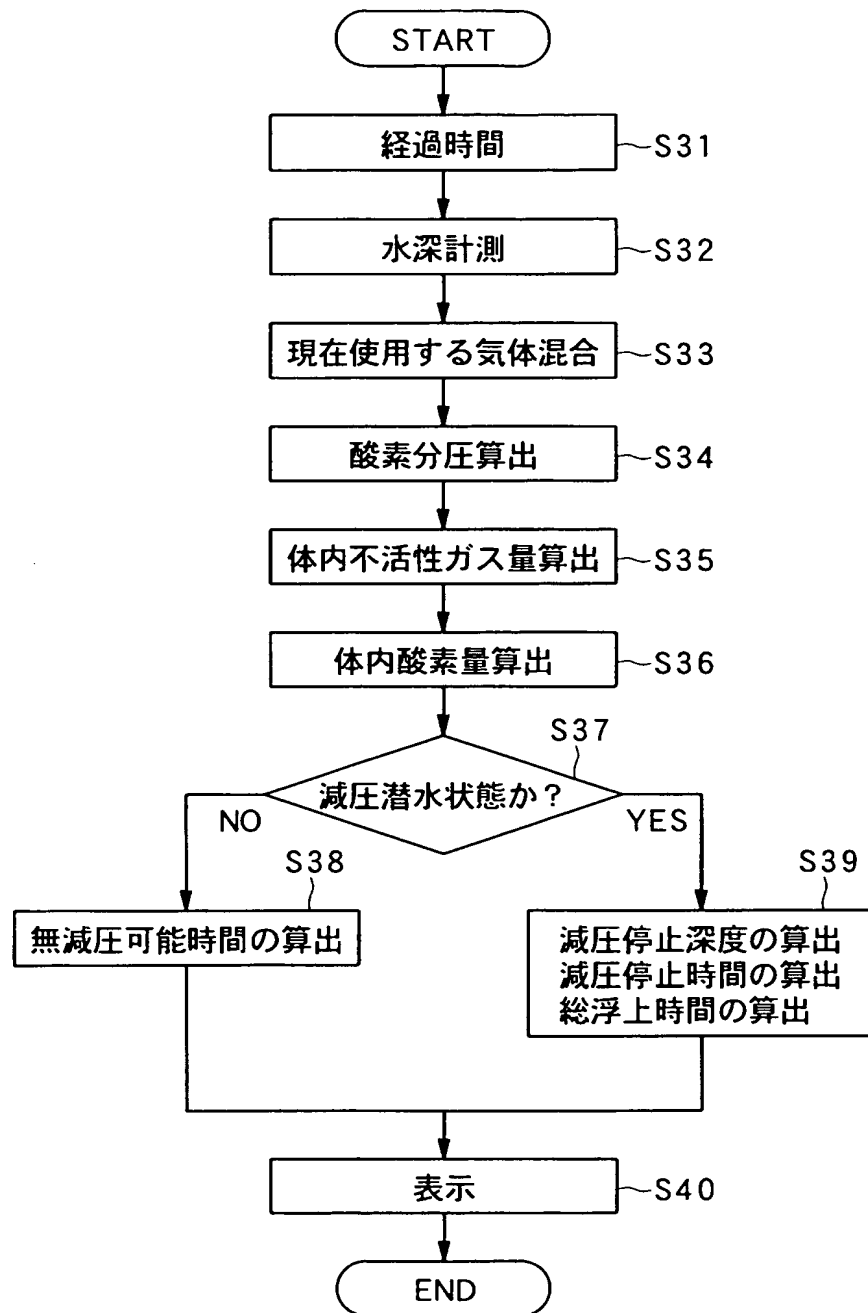 START
経過時間
S31
水深計測
S32
現在使用する気体混合
S33
酸素分圧算出
S34
体内不活性ガス量算出
S35
体内酸素量算出
S36
S37
減圧潜水状態か?
NO
YES
S38
S39
無減圧可能時間の算出
減圧停止深度の算出
減圧停止時間の算出
総浮上時間の算出
表示
S40
END